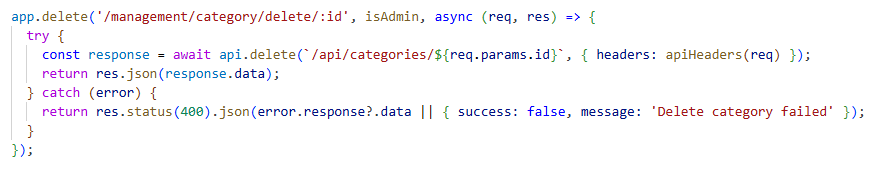 app.delete('/management/category/delete/:id', isAdmin, async (req, res) => {
  try {
    const response = await api.delete(`/api/categories/${req.params.id}`, { headers: apiHeaders(req) });
    return res.json(response.data);
  } catch (error) {
    return res.status(400).json(error.response?.data || { success: false, message: 'Delete category failed' });
  }
});